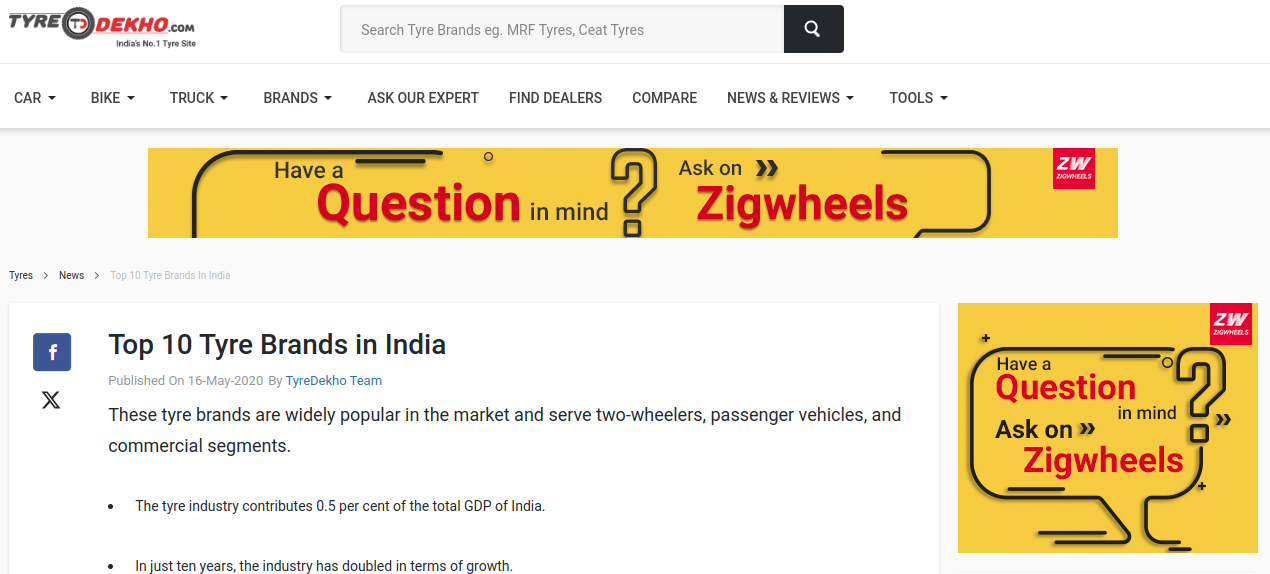 TYRE TD DEKHO.COM
India's No.1 Tyre Site
Search Tyre Brands eg. MRF Tyres, Ceat Tyres
CAR BIKE TRUCK BRANDS ASK OUR EXPERT FIND DEALERS COMPARE NEWS & REVIEWS TOOLS
Have a
Question in mind
Ask on »
Zigwheels
ZW
ZIGWHEELS
Tyres > News > Top 10 Tyre Brands In India
f
X
Top 10 Tyre Brands in India
Published On 16-May-2020 By TyreDekho Team
These tyre brands are widely popular in the market and serve two-wheelers, passenger vehicles, and
commercial segments.
• The tyre industry contributes 0.5 per cent of the total GDP of India.
• In just ten years, the industry has doubled in terms of growth.
ZW
ZIGWHEELS
Have a
Question
in mind
Ask on »
Zigwheels